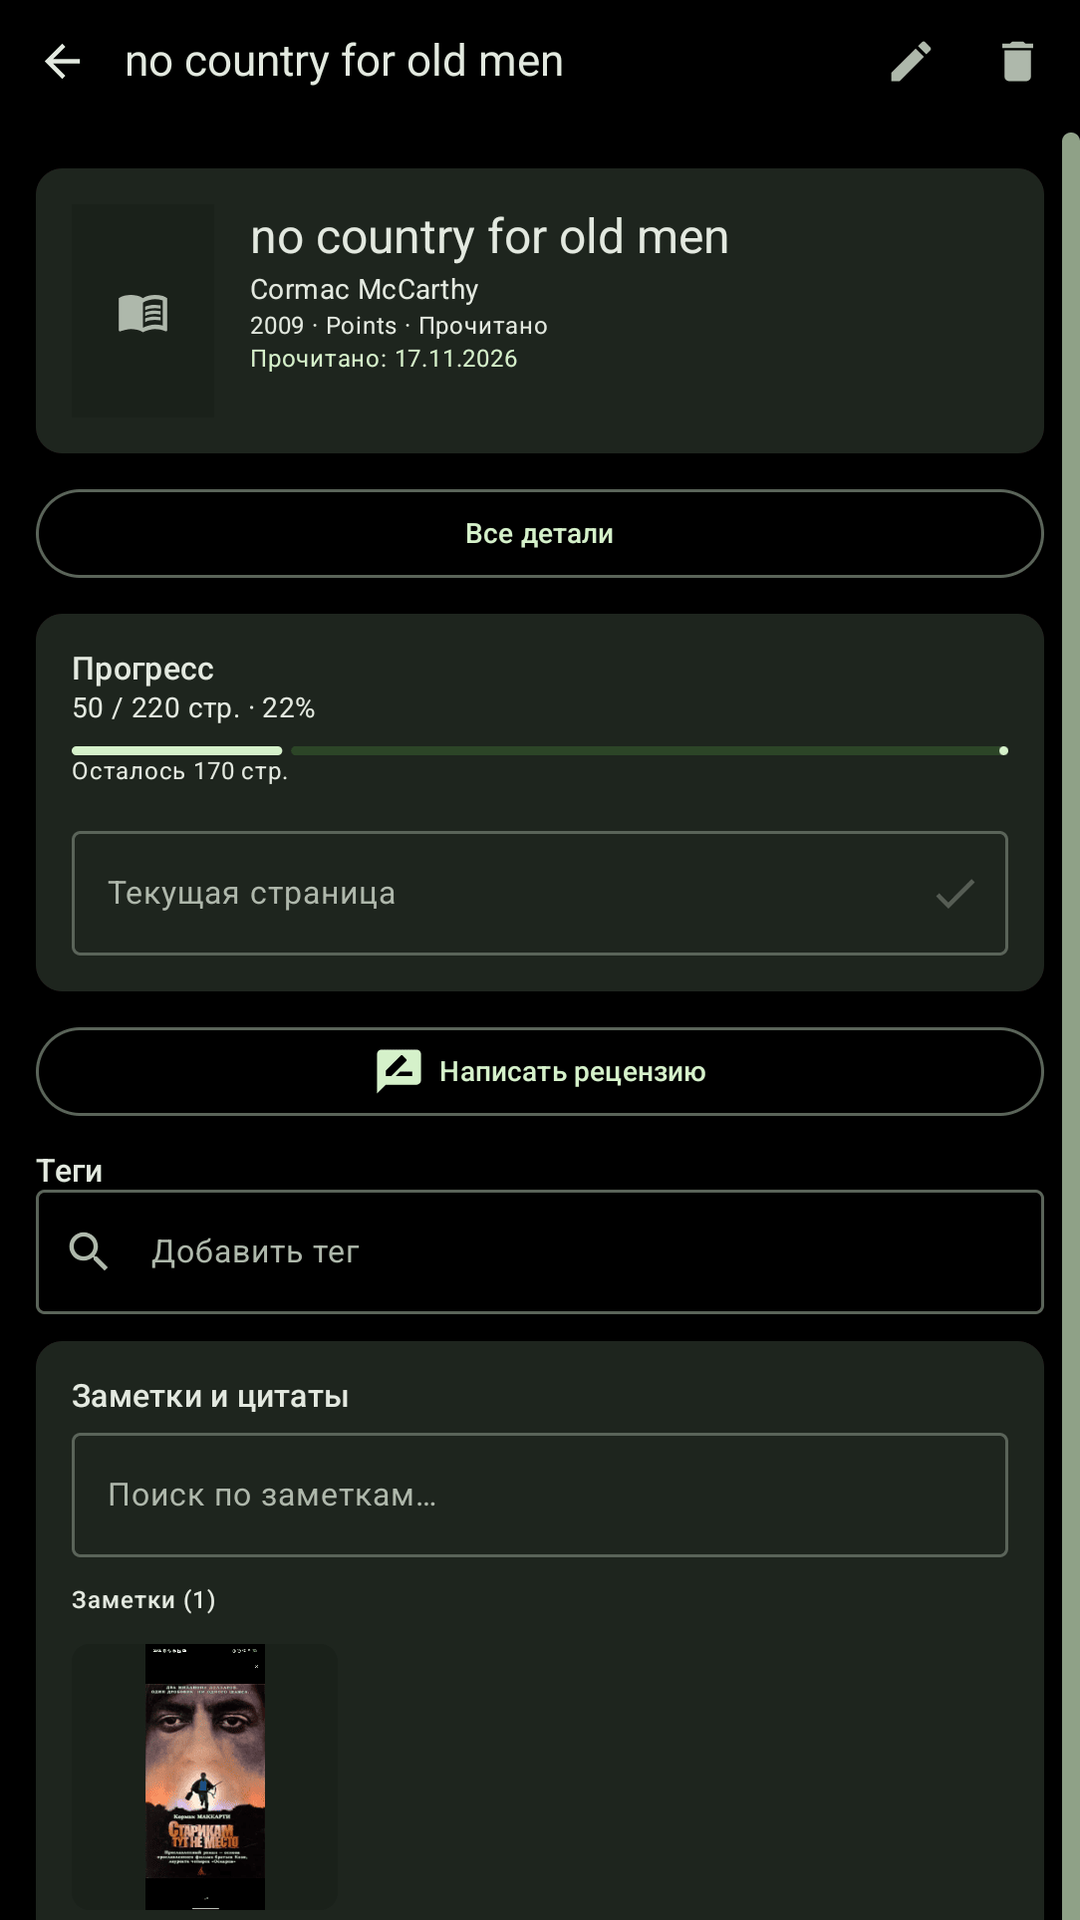 no country for old men
no country for old men
Cormac McCarthy
2009 · Points · Прочитано
Прочитано: 17.11.2026
Все детали
Прогресс
50 / 220 стр. · 22%
Осталось 170 стр.
Текущая страница
Написать рецензию
Теги
Добавить тег
Заметки и цитаты
Поиск по заметкам…
Заметки (1)
Кормак МАККАРТИ
СТАРИКАМ
ТУТ НЕ МЕСТО